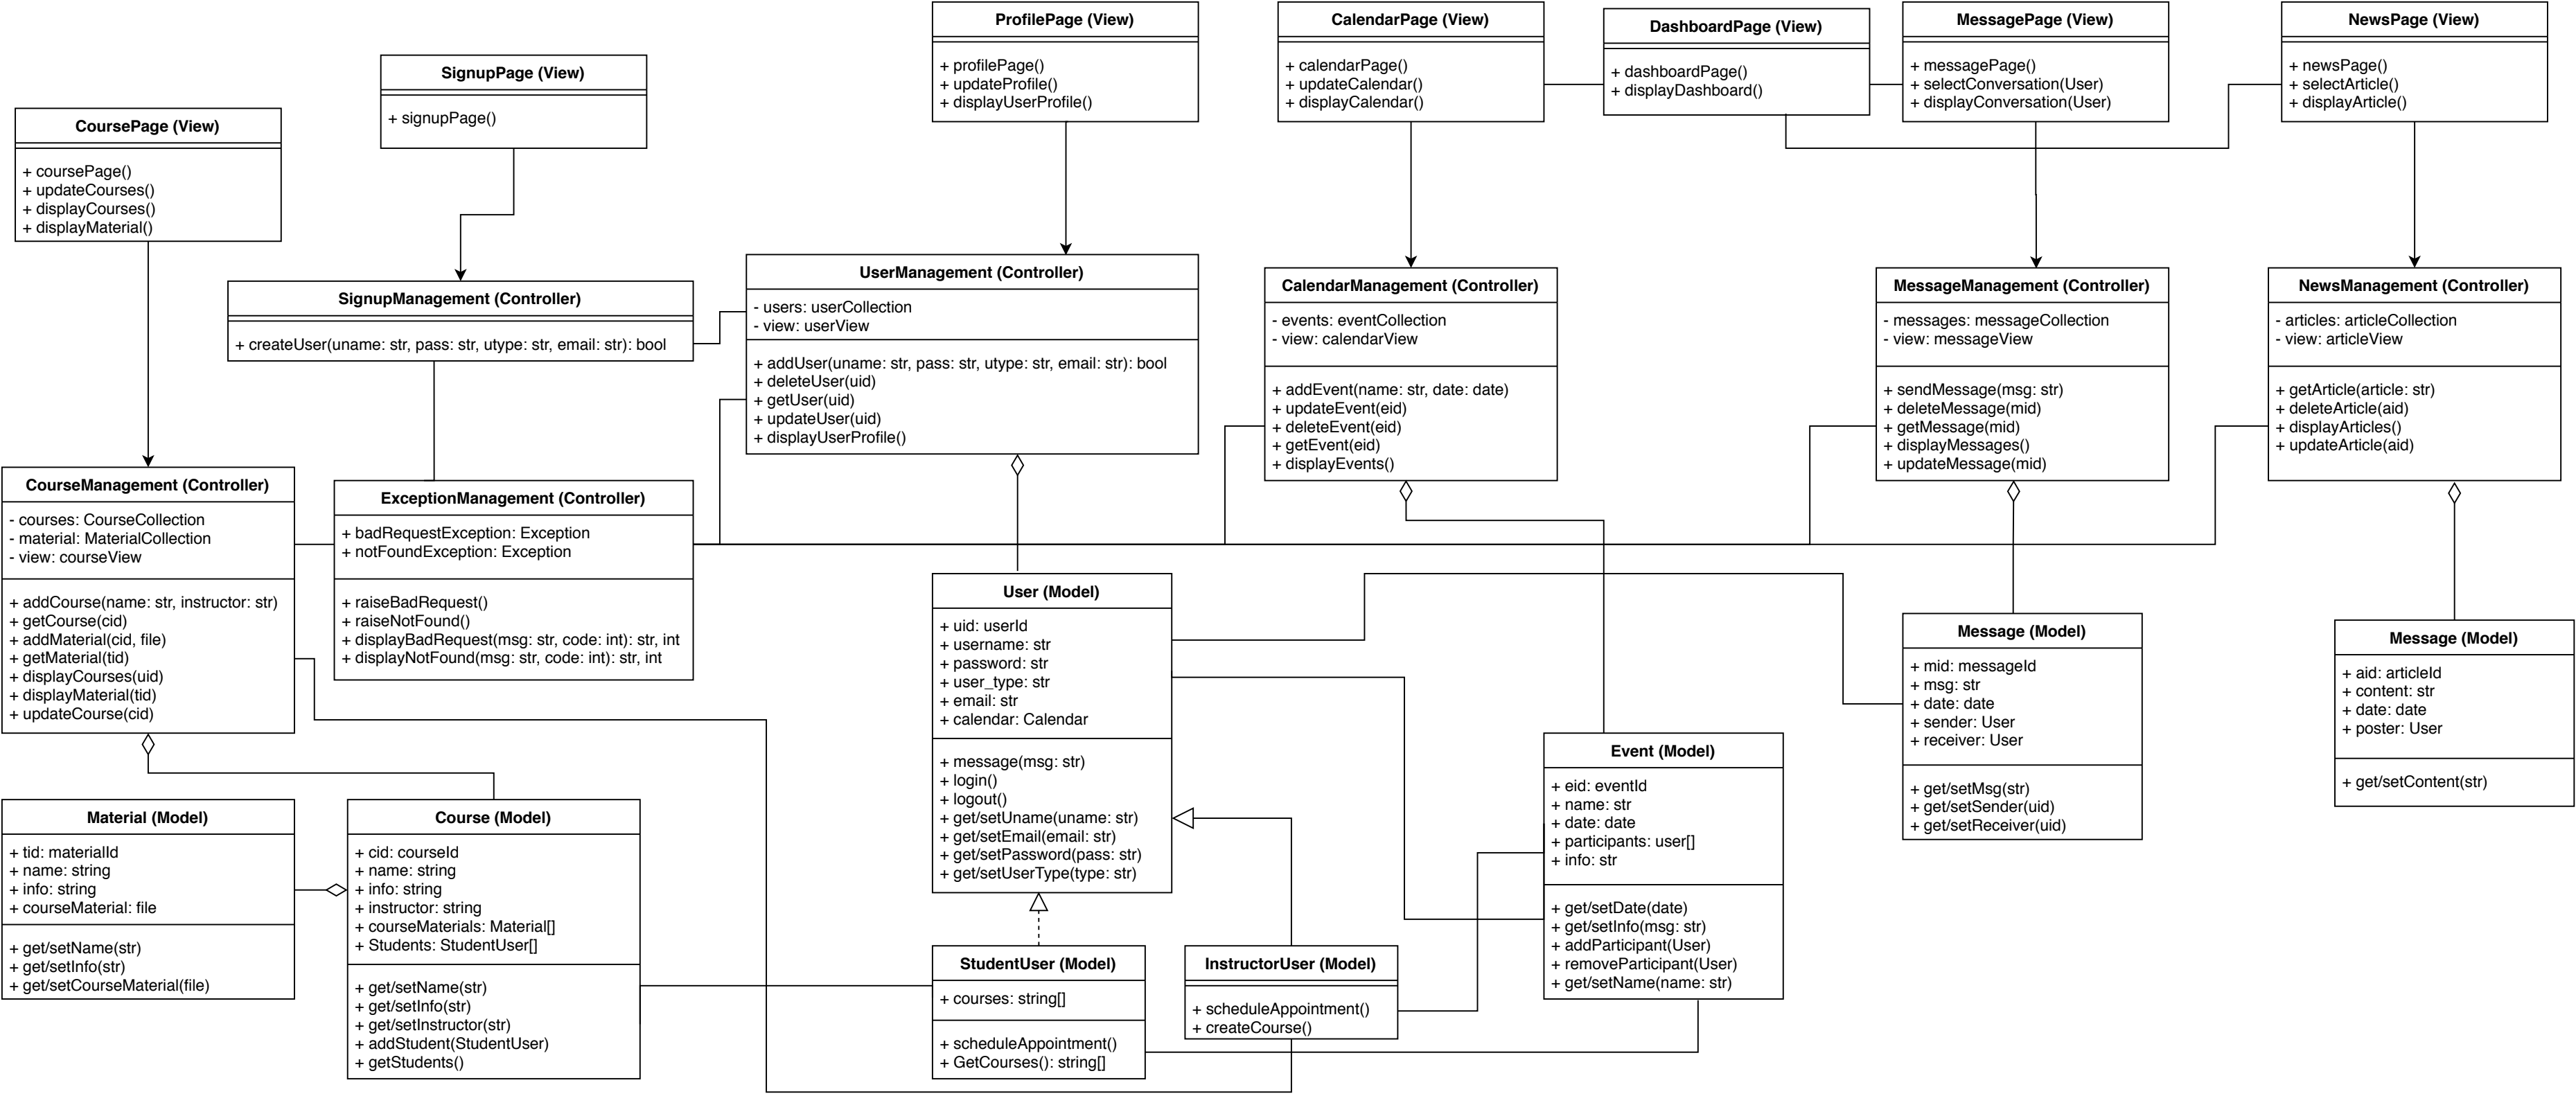 ProfilePage (View)
+ profilePage()
+ updateProfile()
+ displayUserProfile()
CalendarPage (View)
+ calendarPage()
+ updateCalendar()
+ displayCalendar()
DashboardPage (View)
+ dashboardPage()
+ displayDashboard()
MessagePage (View)
+ messagePage()
+ selectConversation(User)
+ displayConversation(User)
NewsPage (View)
+ newsPage()
+ selectArticle()
+ displayArticle()
SignupPage (View)
+ signupPage()
CoursePage (View)
+ coursePage()
+ updateCourses()
+ displayCourses()
+ displayMaterial()
SignupManagement (Controller)
+ createUser(uname: str, pass: str, utype: str, email: str): bool
UserManagement (Controller)
- users: userCollection
- view: userView
+ addUser(uname: str, pass: str, utype: str, email: str): bool
+ deleteUser(uid)
+ getUser(uid)
+ updateUser(uid)
+ displayUserProfile()
CalendarManagement (Controller)
- events: eventCollection
- view: calendarView
+ addEvent(name: str, date: date)
+ updateEvent(eid)
+ deleteEvent(eid)
+ getEvent(eid)
+ displayEvents()
MessageManagement (Controller)
- messages: messageCollection
- view: messageView
+ sendMessage(msg: str)
+ deleteMessage(mid)
+ getMessage(mid)
+ displayMessages()
+ updateMessage(mid)
NewsManagement (Controller)
- articles: articleCollection
- view: articleView
+ getArticle(article: str)
+ deleteArticle(aid)
+ displayArticles()
+ updateArticle(aid)
CourseManagement (Controller)
- courses: CourseCollection
- material: MaterialCollection
- view: courseView
+ addCourse(name: str, instructor: str)
+ getCourse(cid)
+ addMaterial(cid, file)
+ getMaterial(tid)
+ displayCourses(uid)
+ displayMaterial(tid)
+ updateCourse(cid)
ExceptionManagement (Controller)
+ badRequestException: Exception
+ notFoundException: Exception
+ raiseBadRequest()
+ raiseNotFound()
+ displayBadRequest(msg: str, code: int): str, int
+ displayNotFound(msg: str, code: int): str, int
User (Model)
+ uid: userId
+ username: str
+ password: str
+ user_type: str
+ email: str
+ calendar: Calendar
+ message(msg: str)
+ login()
+ logout()
+ get/setUname(uname: str)
+ get/setEmail(email: str)
+ get/setPassword(pass: str)
+ get/setUserType(type: str)
Message (Model)
+ mid: messageId
+ msg: str
+ date: date
+ sender: User
+ receiver: User
+ get/setMsg(str)
+ get/setSender(uid)
+ get/setReceiver(uid)
Message (Model)
+ aid: articleId
+ content: str
+ date: date
+ poster: User
+ get/setContent(str)
Event (Model)
+ eid: eventId
+ name: str
+ date: date
+ participants: user[]
+ info: str
+ get/setDate(date)
+ get/setInfo(msg: str)
+ addParticipant(User)
+ removeParticipant(User)
+ get/setName(name: str)
Material (Model)
+ tid: materialId
+ name: string
+ info: string
+ courseMaterial: file
+ get/setName(str)
+ get/setInfo(str)
+ get/setCourseMaterial(file)
Course (Model)
+ cid: courseId
+ name: string
+ info: string
+ instructor: string
+ courseMaterials: Material[]
+ Students: StudentUser[]
+ get/setName(str)
+ get/setInfo(str)
+ get/setInstructor(str)
+ addStudent(StudentUser)
+ getStudents()
StudentUser (Model)
+ courses: string[]
+ scheduleAppointment()
+ GetCourses(): string[]
InstructorUser (Model)
+ scheduleAppointment()
+ createCourse()